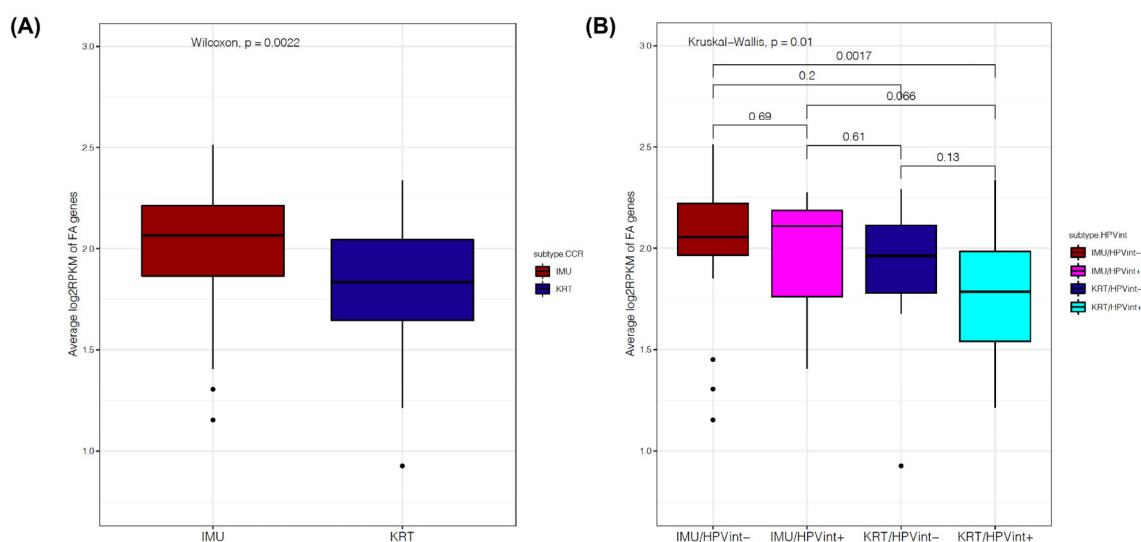 (A)
Wilcoxon, p = 0.0022
3.0
2.5
2.0
1.5
1.0
Average log2RPKM of FA genes
IMU
KRT
subtype.CCR
IMU
KRT
(B)
Kruskal−Wallis, p = 0.01
0.0017
0.2
0.066
0.69
0.61
0.13
3.0
2.5
2.0
1.5
1.0
Average log2RPKM of FA genes
IMU/HPVint−
IMU/HPVint+
KRT/HPVint−
KRT/HPVint+
subtype.HPVint
IMU/HPVint−
IMU/HPVint+
KRT/HPVint−
KRT/HPVint+